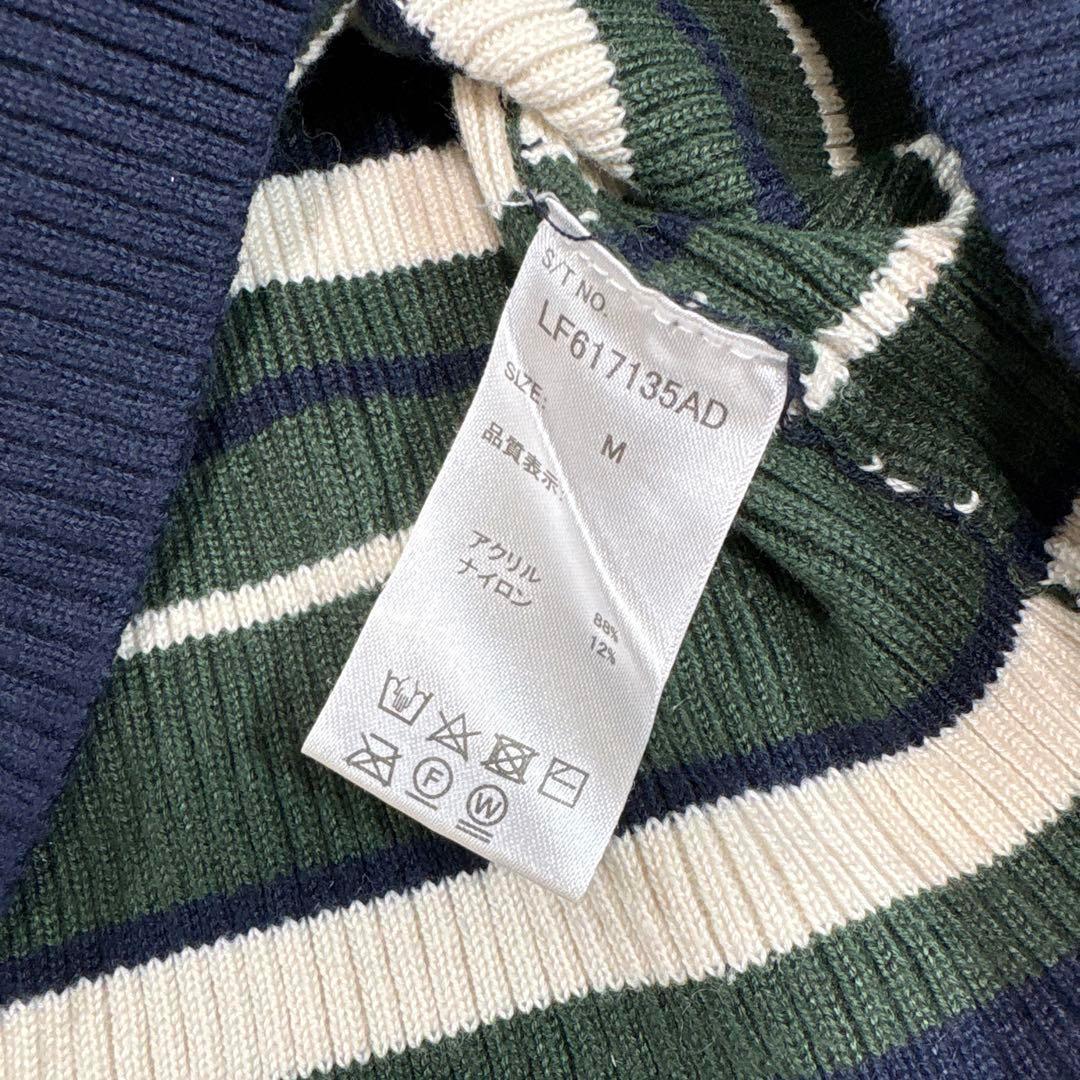 S/T NO.
LF617135AD
SIZE:
M
品質表示:
アクリル 88%
ナイロン 12%
F
W